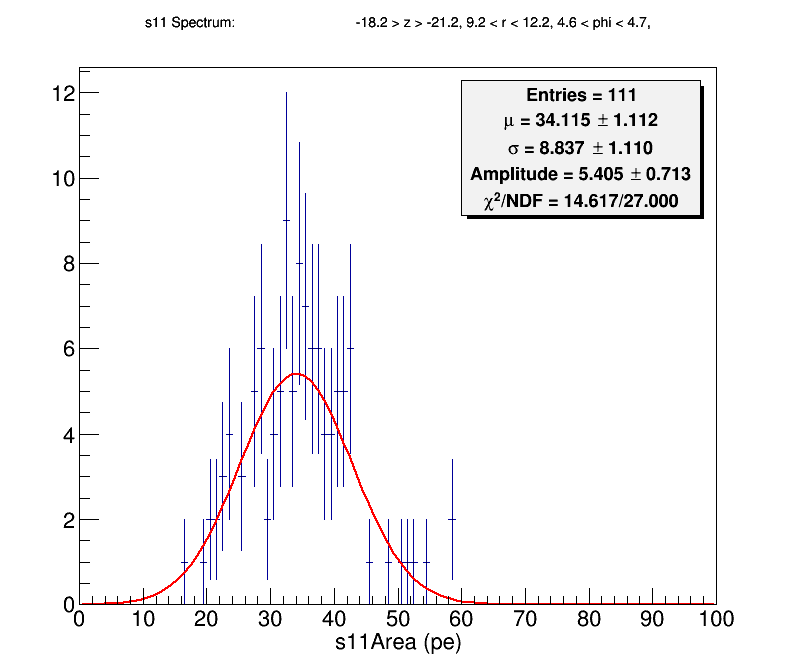 s11 Spectrum: -18.2 > z > -21.2, 9.2 < r < 12.2, 4.6 < phi < 4.7,
Entries = 111
μ = 34.115 ± 1.112
σ = 8.837 ± 1.110
Amplitude = 5.405 ± 0.713
χ²/NDF = 14.617/27.000
12
10
8
6
4
2
0
0 10 20 30 40 50 60 70 80 90 100
s11Area (pe)